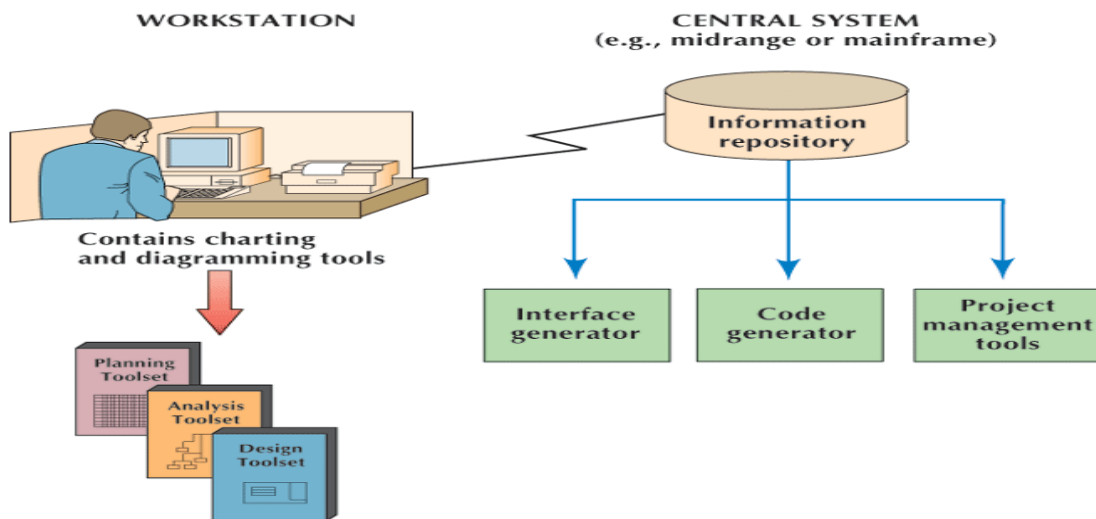 WORKSTATION
CENTRAL SYSTEM
(e.g., midrange or mainframe)
Information
repository
Contains charting
and diagramming tools
Interface
generator
Code
generator
Project
management
tools
Planning
Toolset
Analysis
Toolset
Design
Toolset